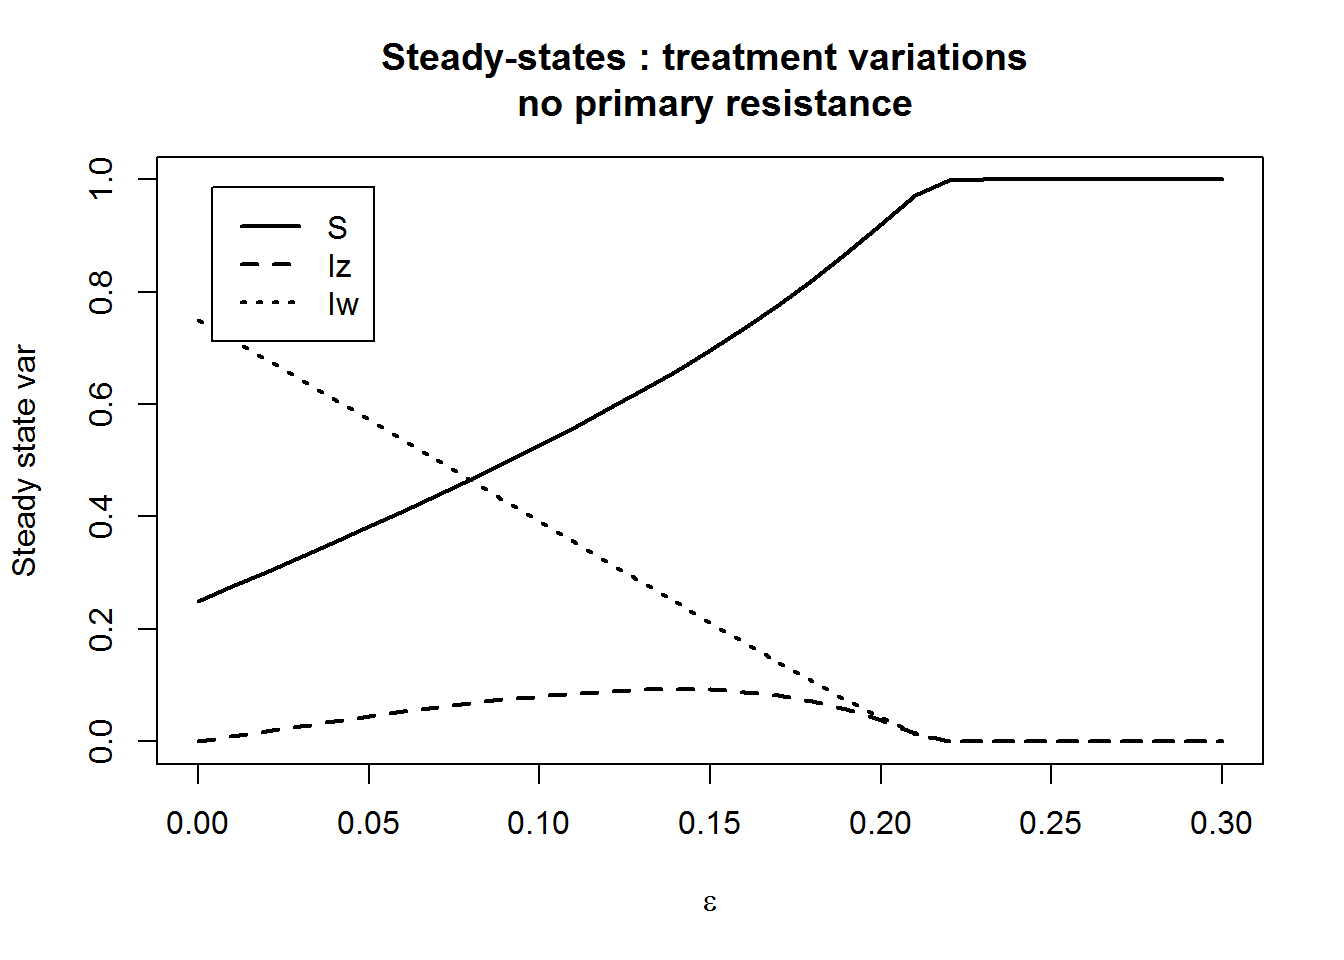 Steady-states : treatment variations
no primary resistance
Steady state var
1.0
0.8
0.6
0.4
0.2
0.0
S
Iz
Iw
0.00 0.05 0.10 0.15 0.20 0.25 0.30
ε